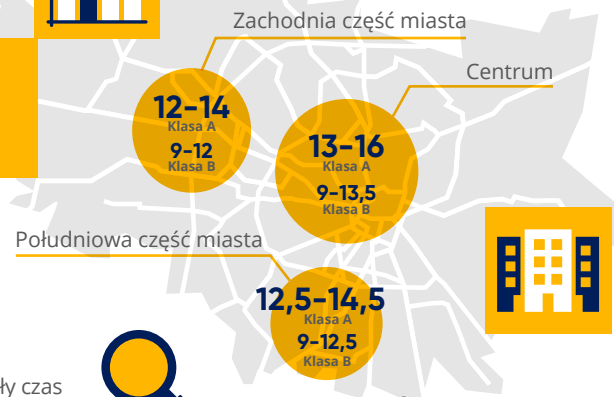 Zachodnia część miasta
Centrum
12-14
Klasa A
9-12
Klasa B
13-16
Klasa A
9-13,5
Klasa B
Południowa część miasta
12,5-14,5
Klasa A
9-12,5
Klasa B
czas